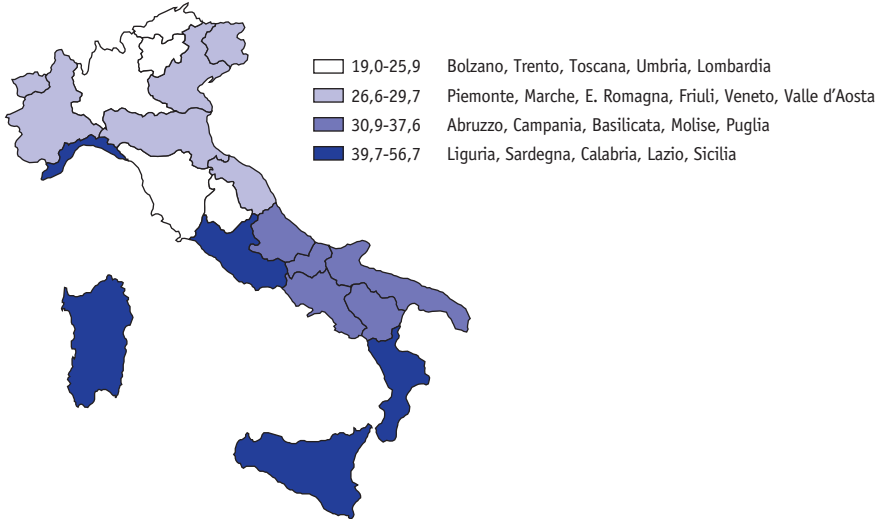 19,0-25,9 Bolzano, Trento, Toscana, Umbria, Lombardia
26,6-29,7 Piemonte, Marche, E. Romagna, Friuli, Veneto, Valle d'Aosta
30,9-37,6 Abruzzo, Campania, Basilicata, Molise, Puglia
39,7-56,7 Liguria, Sardegna, Calabria, Lazio, Sicilia